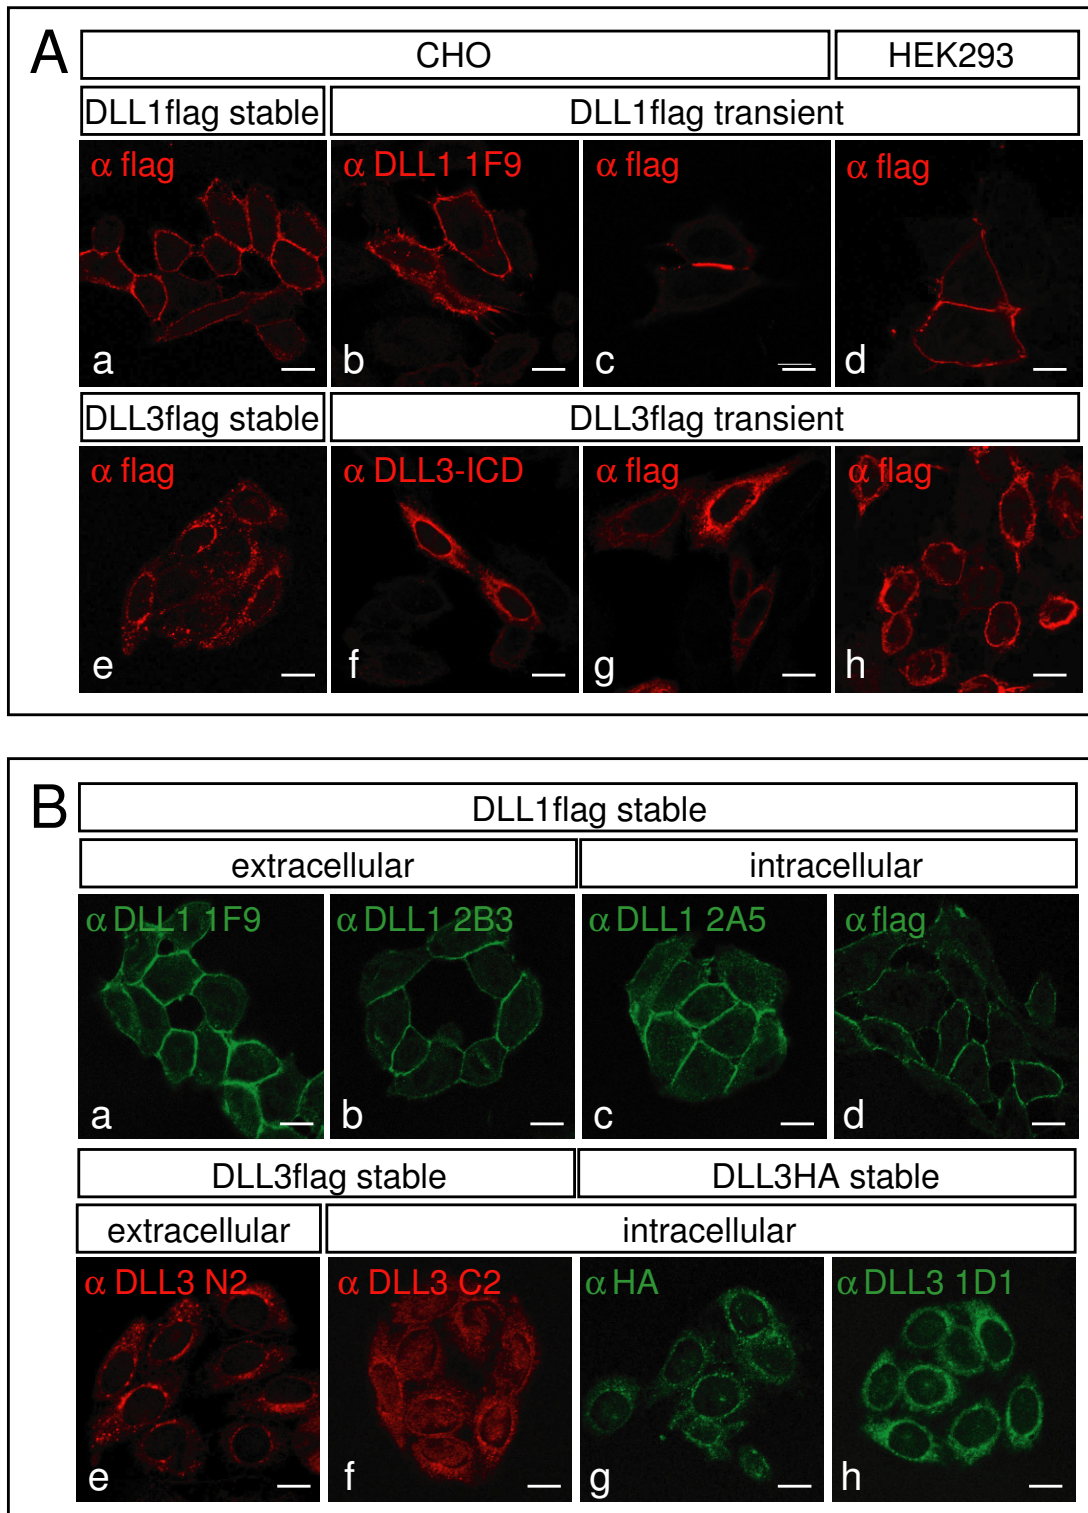 A
CHO HEK293
DLL1flag stable DLL1flag transient
α flag α DLL1 1F9 α flag α flag
a b c d
DLL3flag stable DLL3flag transient
α flag α DLL3-ICD α flag α flag
e f g h
B
DLL1flag stable
extracellular intracellular
α DLL1 1F9 α DLL1 2B3 α DLL1 2A5 α flag
a b c d
DLL3flag stable DLL3HA stable
extracellular intracellular
α DLL3 N2 α DLL3 C2 α HA α DLL3 1D1
e f g h